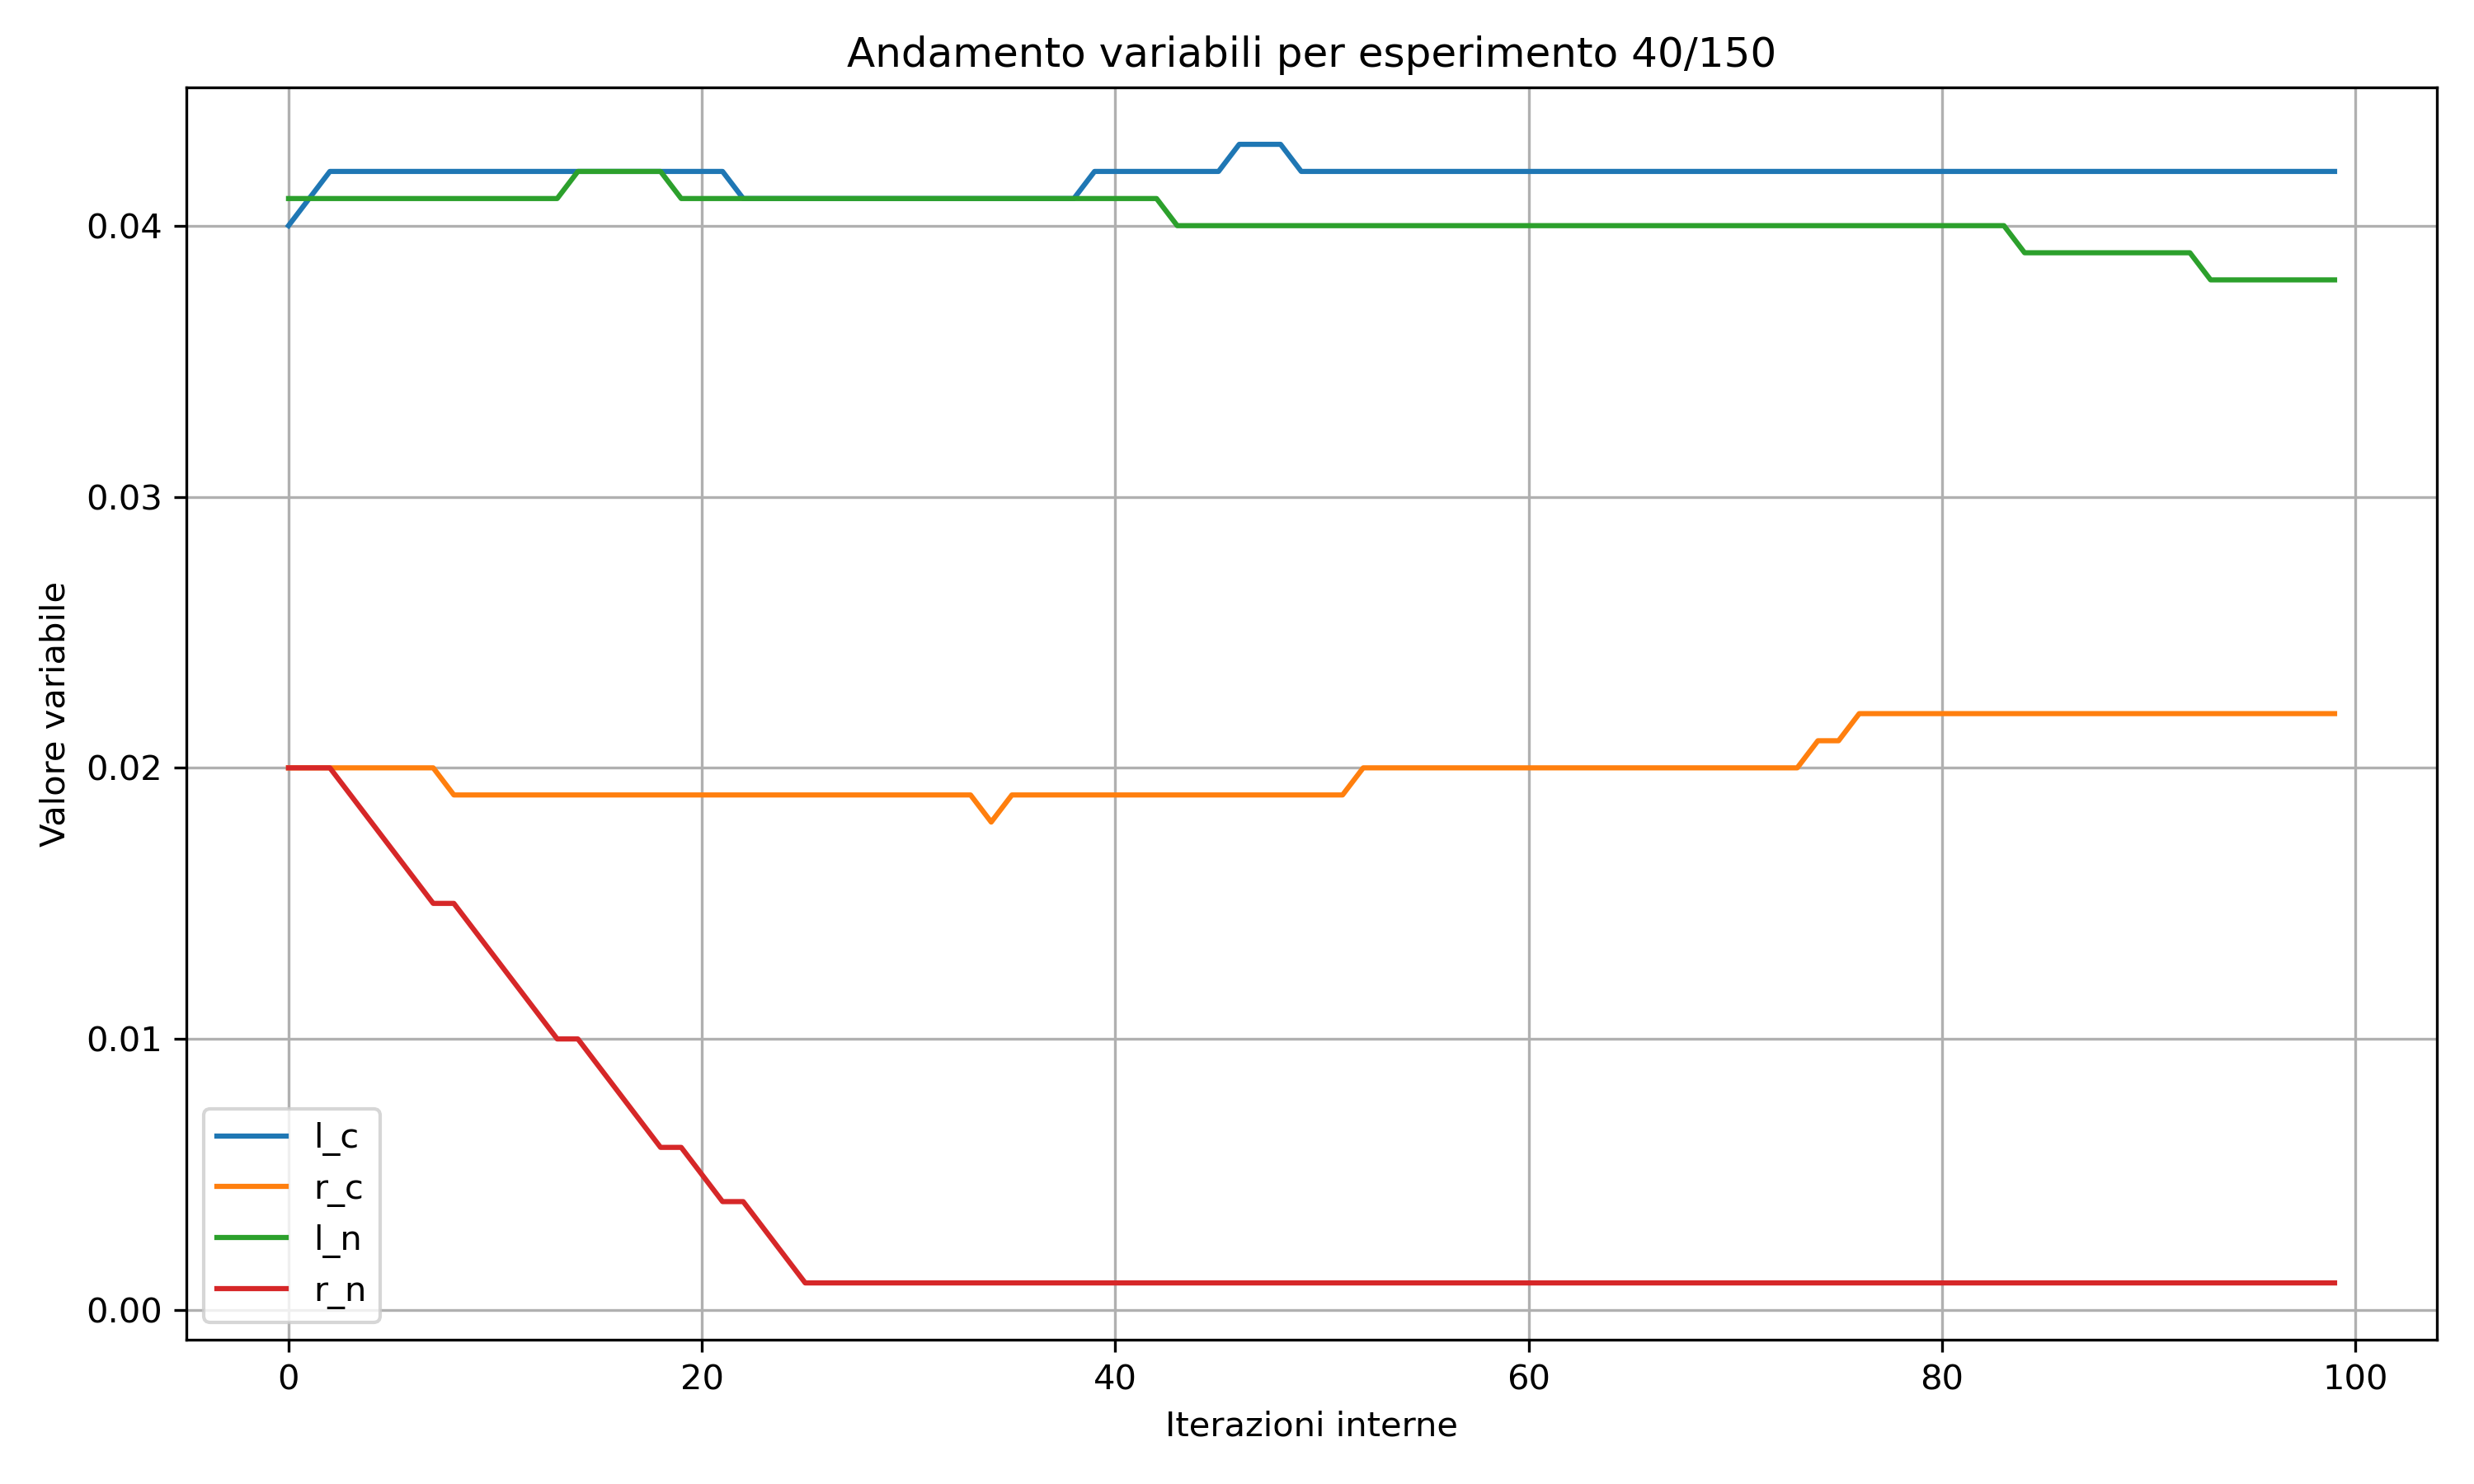 Andamento variabili per esperimento 40/150
Valore variabile
0.04
0.03
0.02
0.01
0.00
l_c
r_c
l_n
r_n
0 20 40 60 80 100
Iterazioni interne